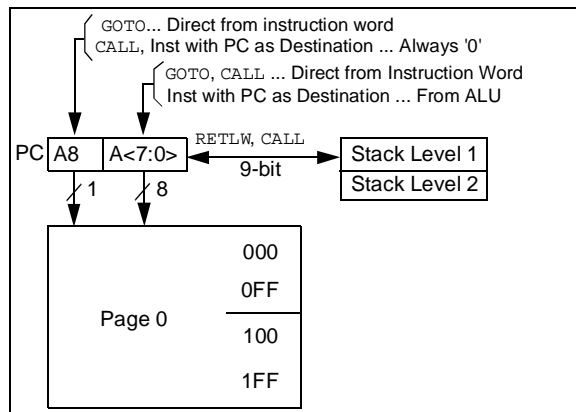 GOTO... Direct from instruction word
CALL, Inst with PC as Destination ... Always '0'
GOTO, CALL ... Direct from Instruction Word
Inst with PC as Destination ... From ALU
PC A8 A<7:0> RETLW, CALL Stack Level 1
9-bit Stack Level 2
1 8
000
0FF
Page 0
100
1FF